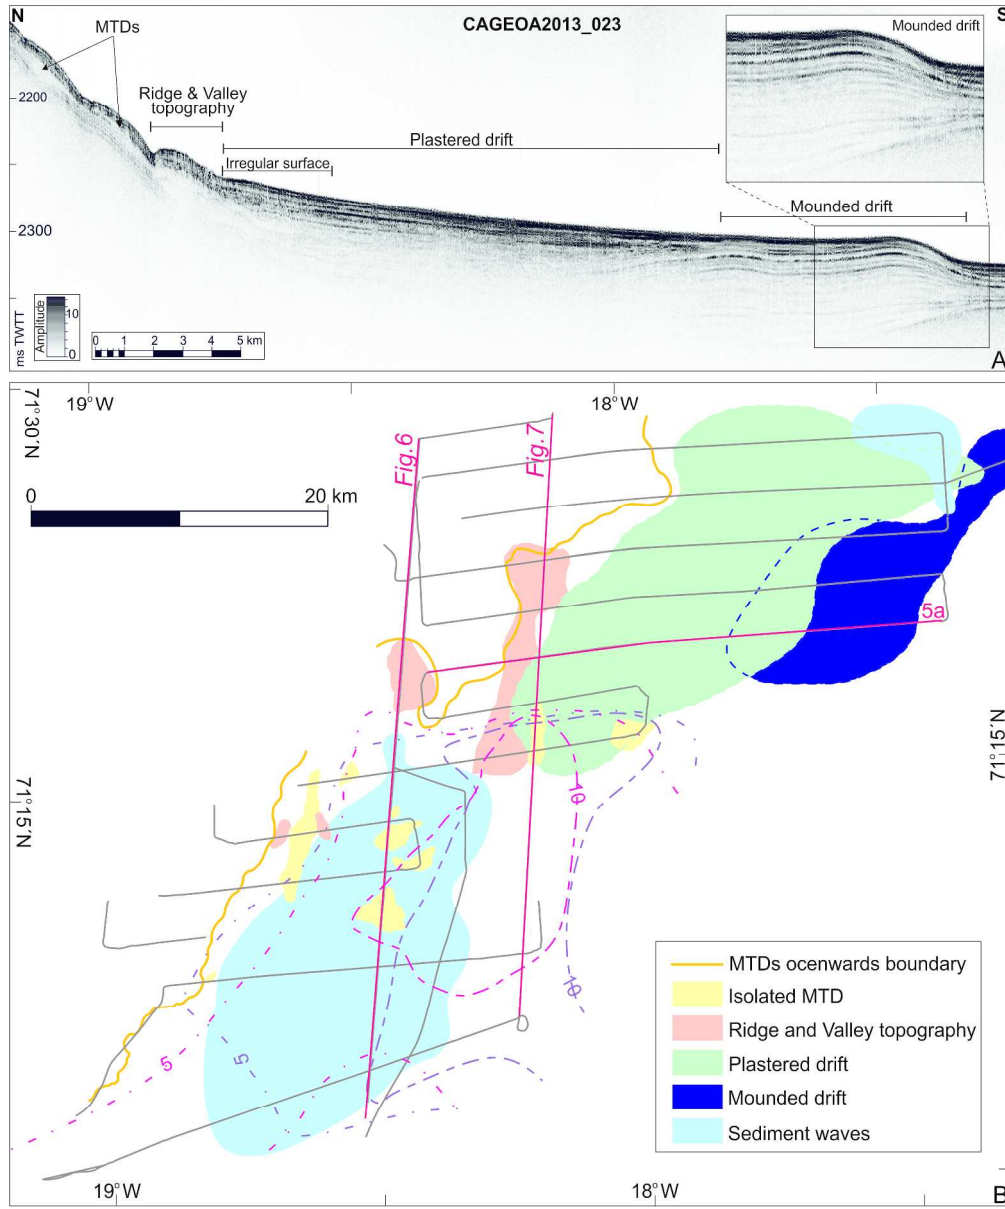 N
CAGEOA2013_023
S
MTDs
Mounded drift
2200
Ridge & Valley
topography
Plastered drift
Irregular surface
Mounded drift
2300
ms TWTT
Amplitude
10
0
0 1 2 3 4 5 km
A
71°30'N
19°W
18°W
Fig.6
Fig.7
0
20 km
5a
71°15'N
10
71°15'N
10
5
5
MTDs ocenwards boundary
Isolated MTD
Ridge and Valley topography
Plastered drift
Mounded drift
Sediment waves
19°W
18°W
B